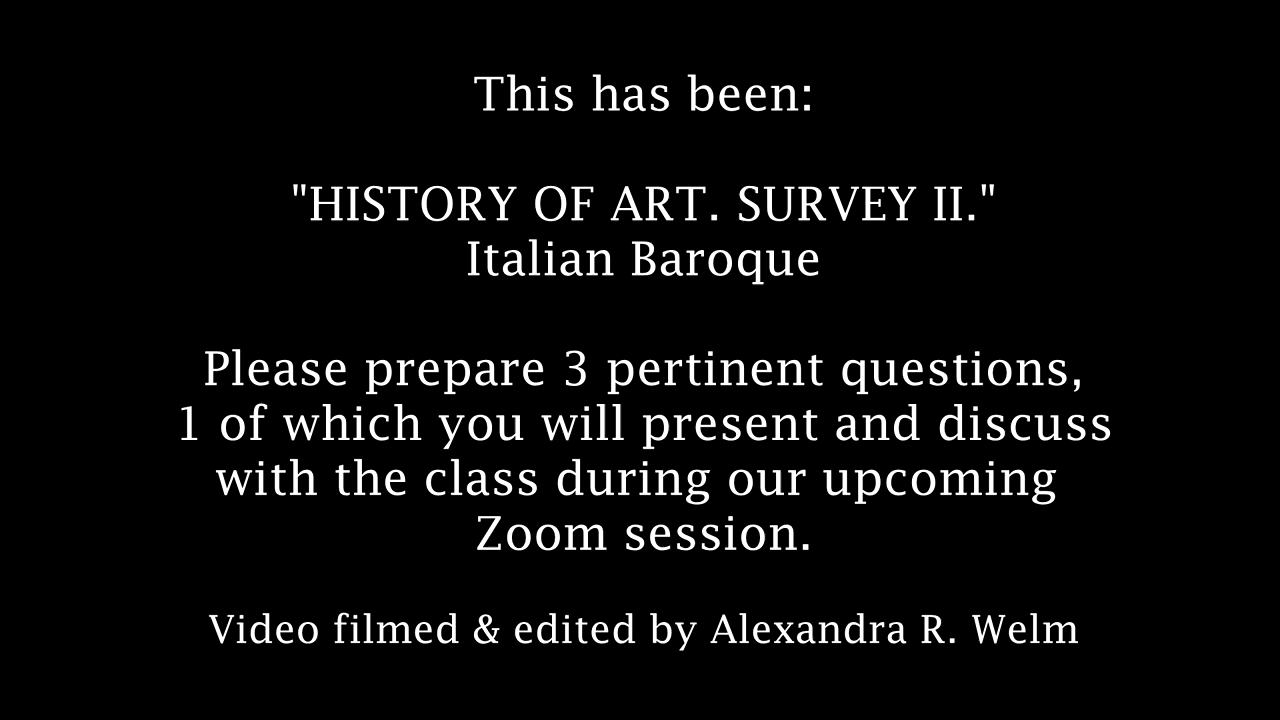 This has been:
"HISTORY OF ART. SURVEY II."
Italian Baroque
Please prepare 3 pertinent questions,
1 of which you will present and discuss
with the class during our upcoming
Zoom session.
Video filmed & edited by Alexandra R. Welm